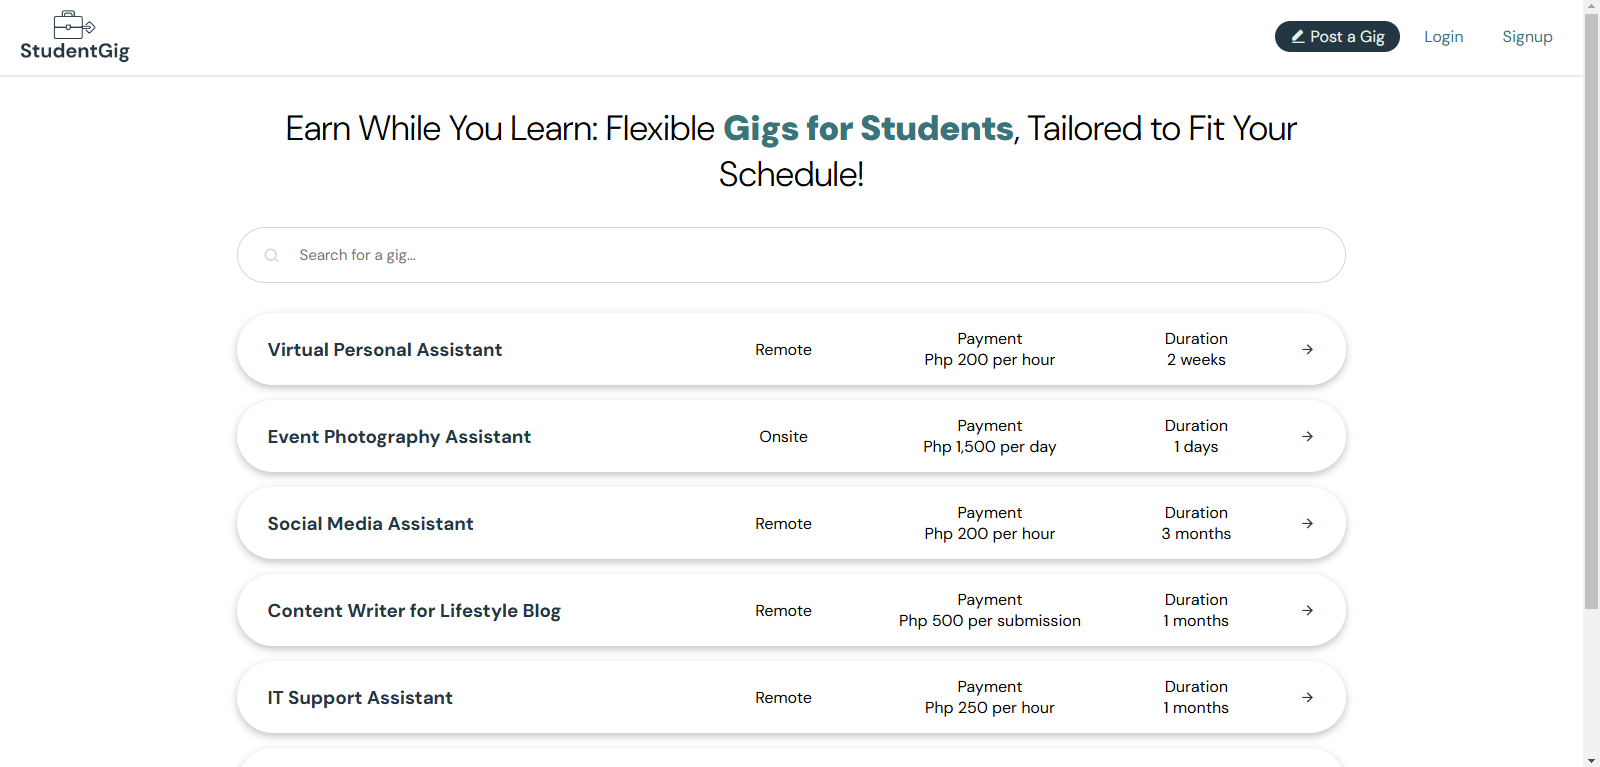 StudentGig
Post a Gig
Login
Signup
Earn While You Learn: Flexible Gigs for Students, Tailored to Fit Your
Schedule!
Search for a gig...
Virtual Personal Assistant
Remote
Payment
Php 200 per hour
Duration
2 weeks
Event Photography Assistant
Onsite
Payment
Php 1,500 per day
Duration
1 days
Social Media Assistant
Remote
Payment
Php 200 per hour
Duration
3 months
Content Writer for Lifestyle Blog
Remote
Payment
Php 500 per submission
Duration
1 months
IT Support Assistant
Remote
Payment
Php 250 per hour
Duration
1 months